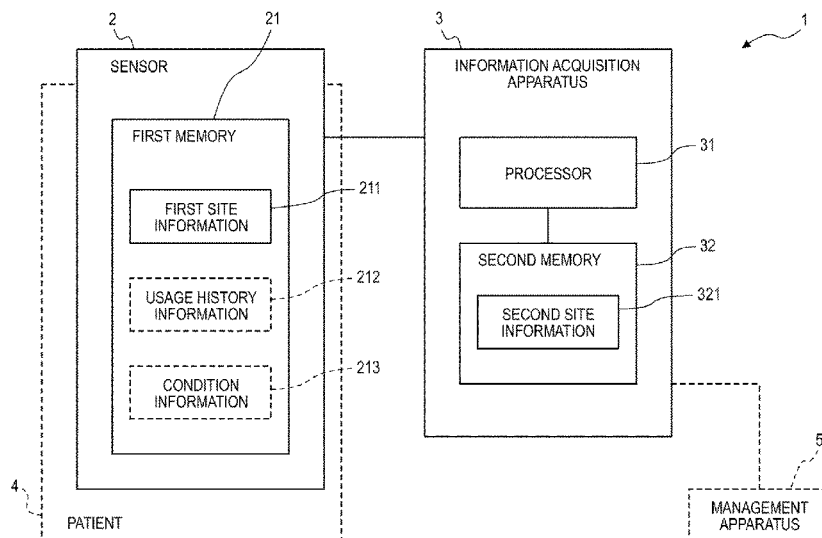 2
21
3
1
SENSOR
INFORMATION ACQUISITION
APPARATUS
FIRST MEMORY
31
PROCESSOR
211
FIRST SITE
INFORMATION
32
SECOND MEMORY
212
USAGE HISTORY
INFORMATION
321
SECOND SITE
INFORMATION
213
CONDITION
INFORMATION
5
4
PATIENT
MANAGEMENT
APPARATUS